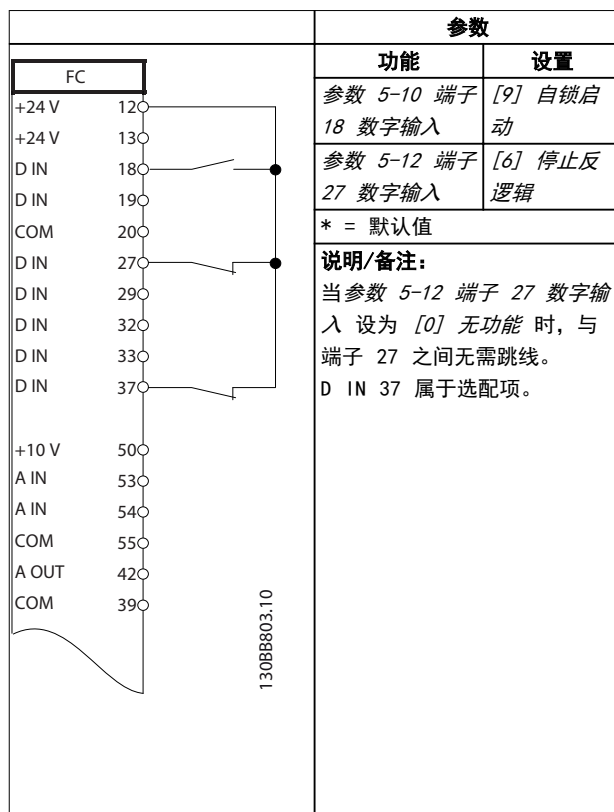 参数
功能 设置
参数 5-10 端子 [9] 自锁启
18 数字输入 动
参数 5-12 端子 [6] 停止反
27 数字输入 逻辑
* = 默认值
说明/备注:
当参数 5-12 端子 27 数字输
入 设为 [0] 无功能 时, 与
端子 27 之间无需跳线。
D IN 37 属于选配项。
FC
+24 V 12
+24 V 13
D IN 18
D IN 19
COM 20
D IN 27
D IN 29
D IN 32
D IN 33
D IN 37
+10 V 50
A IN 53
A IN 54
COM 55
A OUT 42
COM 39
130BB803.10